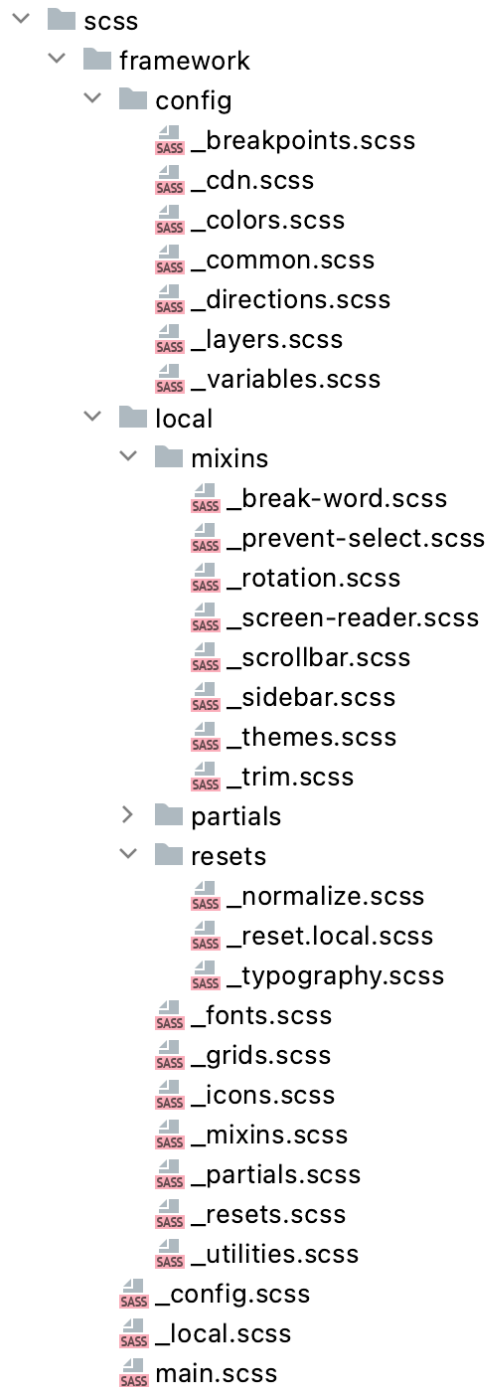 scss
framework
config
SASS _breakpoints.scss
SASS _cdn.scss
SASS _colors.scss
SASS _common.scss
SASS _directions.scss
SASS _layers.scss
SASS _variables.scss
local
mixins
SASS _break-word.scss
SASS _prevent-select.scss
SASS _rotation.scss
SASS _screen-reader.scss
SASS _scrollbar.scss
SASS _sidebar.scss
SASS _themes.scss
SASS _trim.scss
partials
resets
SASS _normalize.scss
SASS _reset.local.scss
SASS _typography.scss
SASS _fonts.scss
SASS _grids.scss
SASS _icons.scss
SASS _mixins.scss
SASS _partials.scss
SASS _resets.scss
SASS _utilities.scss
SASS _config.scss
SASS _local.scss
SASS main.scss